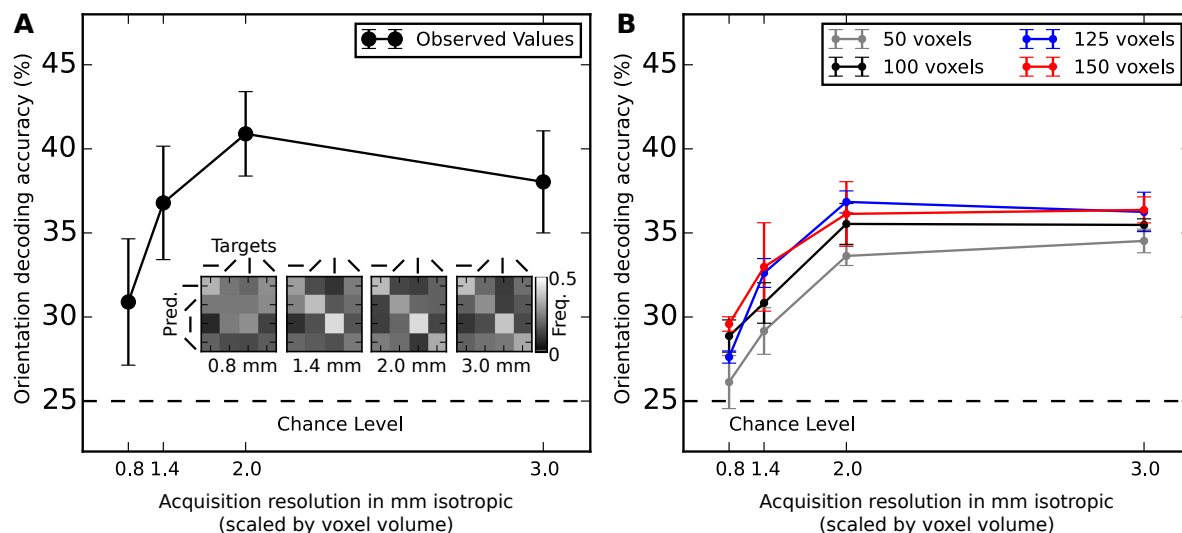 A
Observed Values
Orientation decoding accuracy (%)
45
40
35
30
25
Targets
Pred.
0.5
Freq.
0
0.8 mm
1.4 mm
2.0 mm
3.0 mm
Chance Level
0.8
1.4
2.0
3.0
Acquisition resolution in mm isotropic
(scaled by voxel volume)
B
50 voxels
125 voxels
100 voxels
150 voxels
Orientation decoding accuracy (%)
45
40
35
30
25
Chance Level
0.8
1.4
2.0
3.0
Acquisition resolution in mm isotropic
(scaled by voxel volume)